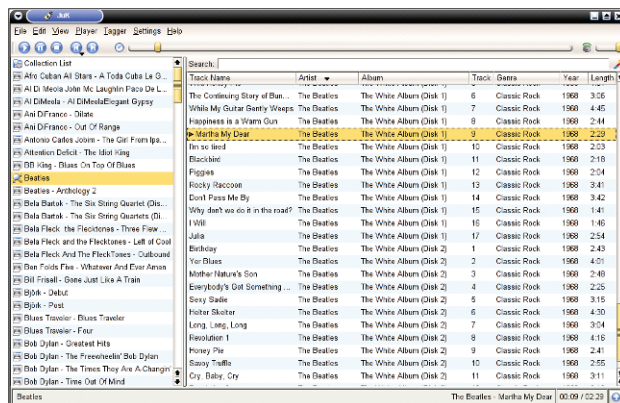 JuK
File Edit View Player Tagger Settings Help
Collection List
Afro Cuban All Stars - A Toda Cuba Le G...
Al Di Meola John Mc Laughlin Paco De L...
Al DiMeola - Al DiMeolaElegant Gypsy
Ani DiFranco - Dilate
Ani DiFranco - Out Of Range
Antonio Carlos Jobim - The Girl From Ipa...
Attention Deficit - The Idiot King
BB King - Blues On Top Of Blues
Beatles
Beatles - Anthology 2
Bela Bartok - The Six String Quartet (Dis...
Bela Bartok - The Six String Quartets (Di...
Bela Fleck the Flecktones - Three Flew ...
Bela Fleck and the Flecktones - Left of Cool
Bela Fleck And The FleckTones - Outbound
Ben Folds Five - Whatever And Ever Amen
Bill Frisell - Gone Just Like A Train
Björk - Debut
Björk - Post
Blues Traveler - Blues Traveler
Blues Traveler - Four
Bob Dylan - Greatest Hits
Bob Dylan - The Freewheelin' Bob Dylan
Bob Dylan - The Times They Are A-Changin'
Bob Dylan - Time Out Of Mind
Search:
Track Name Artist Album Track Genre Year Length
The Continuing Story of Bun... The Beatles The White Album (Disk 1) 6 Classic Rock 1968 3:06
While My Guitar Gently Weeps The Beatles The White Album (Disk 1) 7 Classic Rock 1968 4:45
Happiness is a Warm Gun The Beatles The White Album (Disk 1) 8 Classic Rock 1968 2:44
Martha My Dear The Beatles The White Album (Disk 1) 9 Classic Rock 1968 2:29
I'm so tired The Beatles The White Album (Disk 1) 10 Classic Rock 1968 2:03
Blackbird The Beatles The White Album (Disk 1) 11 Classic Rock 1968 2:18
Piggies The Beatles The White Album (Disk 1) 12 Classic Rock 1968 2:04
Rocky Raccoon The Beatles The White Album (Disk 1) 13 Classic Rock 1968 3:41
Don't Pass Me By The Beatles The White Album (Disk 1) 14 Classic Rock 1968 3:42
Why don't we do it in the road? The Beatles The White Album (Disk 1) 15 Classic Rock 1968 1:41
I Will The Beatles The White Album (Disk 1) 16 Classic Rock 1968 1:46
Julia The Beatles The White Album (Disk 1) 17 Classic Rock 1968 2:54
Birthday The Beatles The White Album (Disk 2) 1 Classic Rock 1968 2:43
Yer Blues The Beatles The White Album (Disk 2) 2 Classic Rock 1968 4:01
Mother Nature's Son The Beatles The White Album (Disk 2) 3 Classic Rock 1968 2:48
Everybody's Got Something ... The Beatles The White Album (Disk 2) 4 Classic Rock 1968 2:25
Sexy Sadie The Beatles The White Album (Disk 2) 5 Classic Rock 1968 3:15
Helter Skelter The Beatles The White Album (Disk 2) 6 Classic Rock 1968 4:30
Long, Long, Long The Beatles The White Album (Disk 2) 7 Classic Rock 1968 3:04
Revolution 1 The Beatles The White Album (Disk 2) 8 Classic Rock 1968 4:16
Honey Pie The Beatles The White Album (Disk 2) 9 Classic Rock 1968 2:41
Savoy Truffle The Beatles The White Album (Disk 2) 10 Classic Rock 1968 2:55
Cry, Baby, Cry The Beatles The White Album (Disk 2) 11 Classic Rock 1968 3:11
Beatles The Beatles - Martha My Dear 00:09 / 02:29